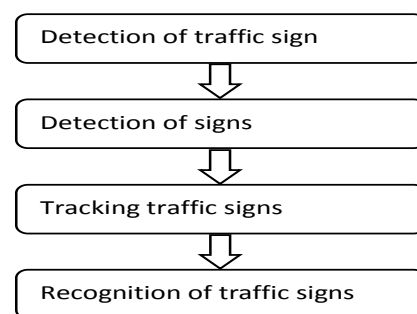 Detection of traffic sign
Detection of signs
Tracking traffic signs
Recognition of traffic signs